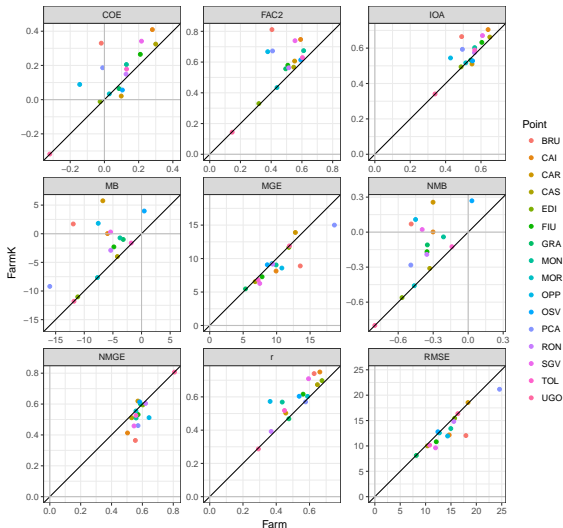 COE FAC2 IOA
0.4
0.2
0.0
−0.2
−0.2 0.0 0.2 0.4
0.8
0.6
0.4
0.2
0.0
0.0 0.2 0.4 0.6 0.8
0.6
0.4
0.2
0.0
0.0 0.2 0.4 0.6
MB MGE NMB
5
0
−5
−10
−15
−15 −10 −5 0 5
15
10
5
0
0 5 10 15
0.3
0.0
−0.3
−0.6
−0.6 −0.3 0.0 0.3
NMGE r RMSE
0.8
0.6
0.4
0.2
0.0
0.0 0.2 0.4 0.6 0.8
0.6
0.4
0.2
0.0
0.0 0.2 0.4 0.6
25
20
15
10
5
0
0 5 10 15 20 25
FarmK
Farm
Point
BRU
CAI
CAR
CAS
EDI
FIU
GRA
MON
MOR
OPP
OSV
PCA
RON
SGV
TOL
UGO